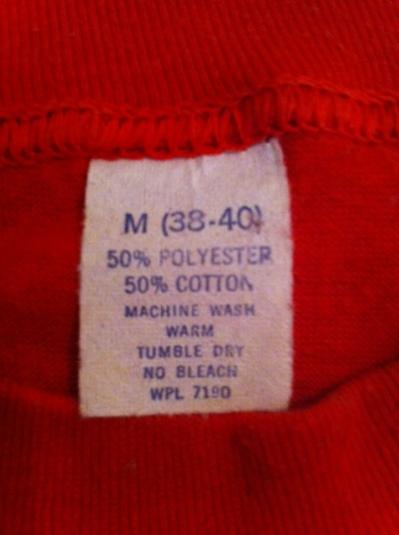 M (38-40)
50% POLYESTER
50% COTTON
MACHINE WASH
WARM
TUMBLE DRY
NO BLEACH
WPL 7190